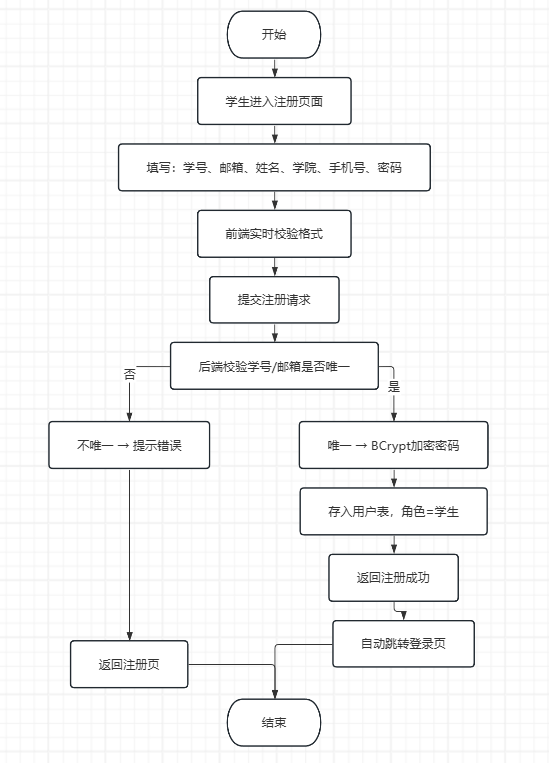 开始
学生进入注册页面
填写：学号、邮箱、姓名、学院、手机号、密码
前端实时校验格式
提交注册请求
后端校验学号/邮箱是否唯一
否
是
不唯一 → 提示错误
唯一 → BCrypt加密密码
存入用户表，角色=学生
返回注册成功
自动跳转登录页
返回注册页
结束